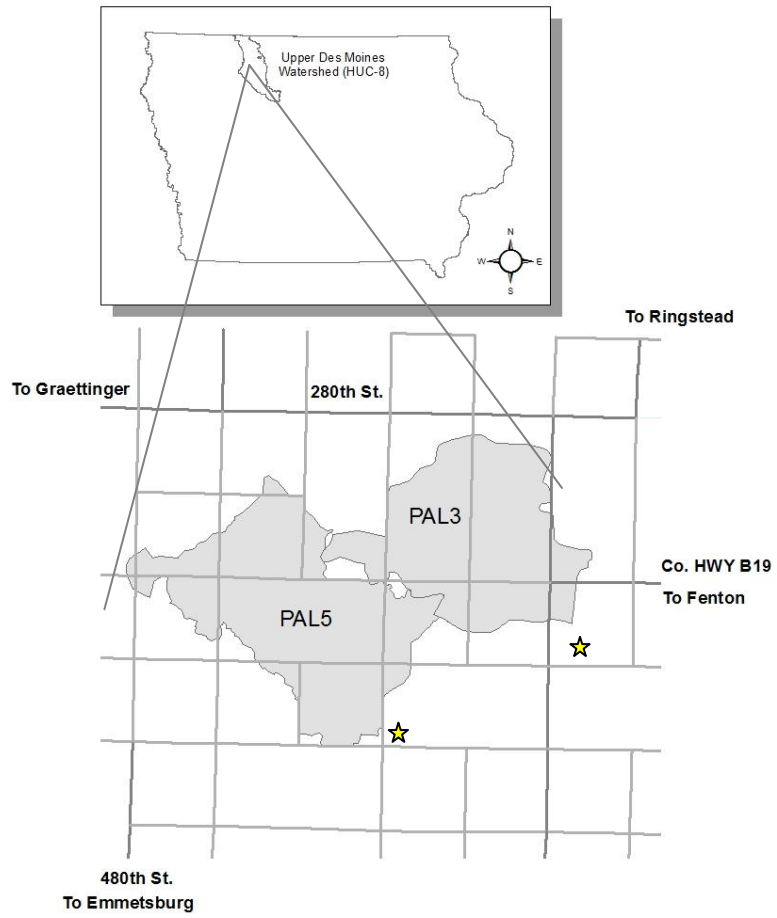 Upper Des Moines
Watershed (HUC-8)
N
W E
S
To Ringstead
To Graettinger
280th St.
PAL3
Co. HWY B19
To Fenton
PAL5
480th St.
To Emmetsburg